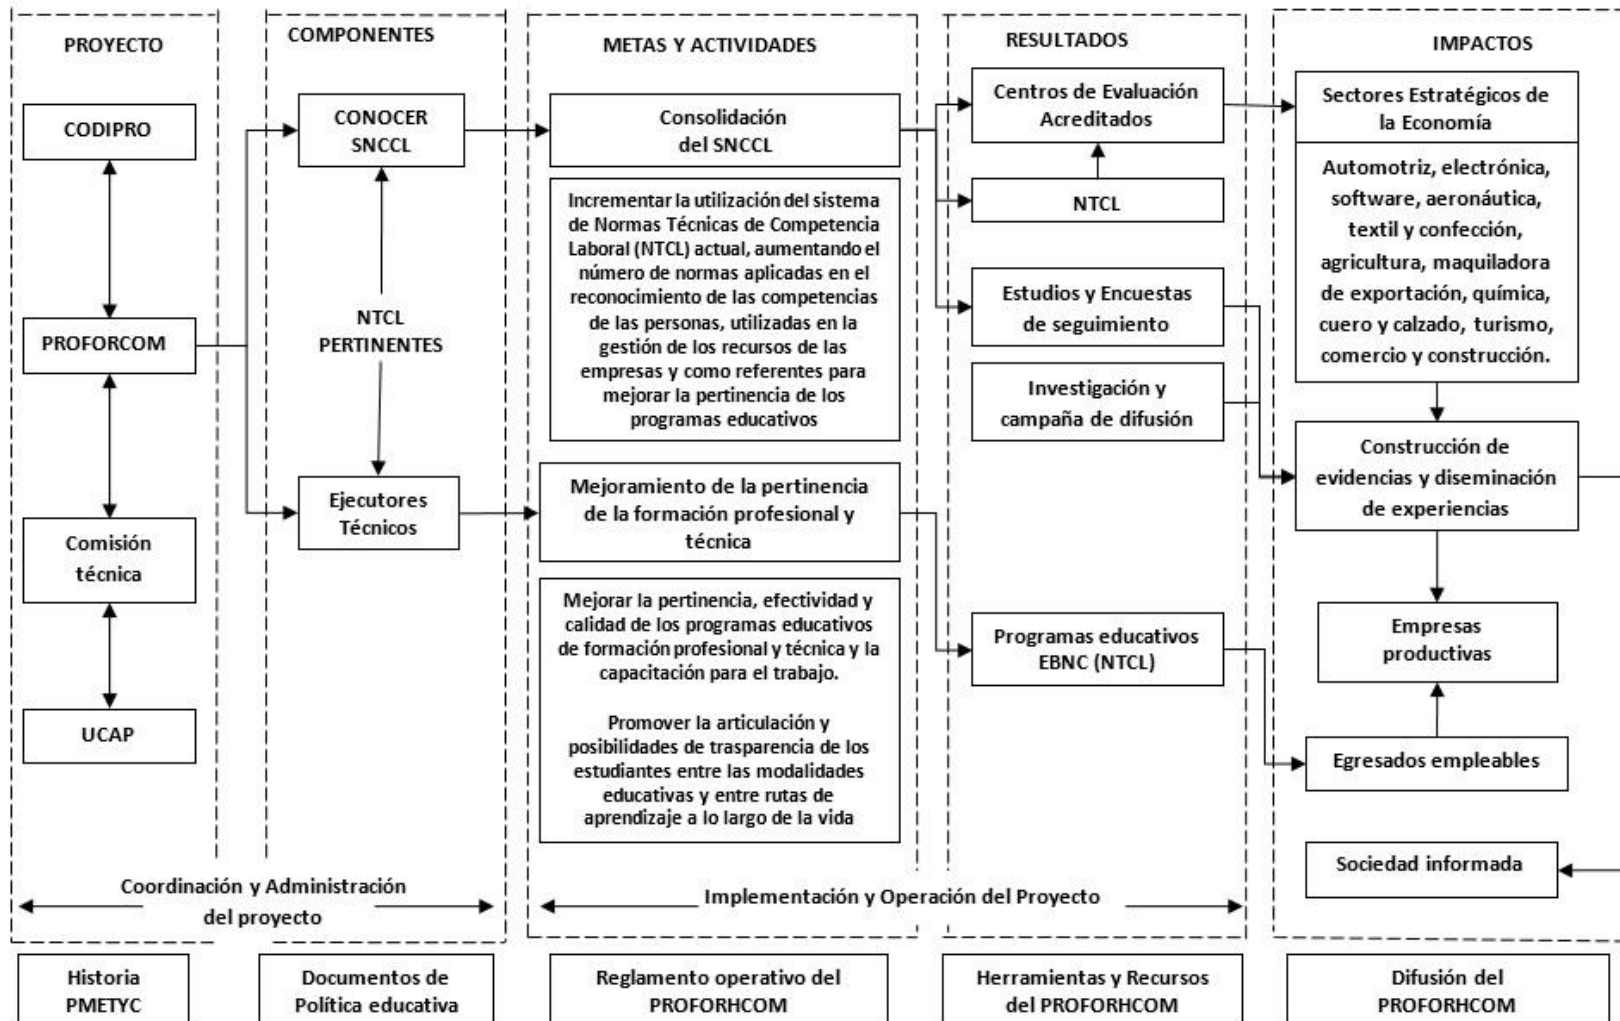 PROYECTO
CODIPRO
PROFORCOM
Comisión
técnica
UCAP
COMPONENTES
CONOCER
SNCCL
NTCL
PERTINENTES
Ejecutores
Técnicos
Coordinación y Administración
del proyecto
METAS Y ACTIVIDADES
Consolidación
del SNCCL
Incrementar la utilización del sistema
de Normas Técnicas de Competencia
Laboral (NTCL) actual, aumentando el
número de normas aplicadas en el
reconocimiento de las competencias
de las personas, utilizadas en la
gestión de los recursos de las
empresas y como referentes para
mejorar la pertinencia de los
programas educativos
Mejoramiento de la pertinencia
de la formación profesional y
técnica
Mejorar la pertinencia, efectividad y
calidad de los programas educativos
de formación profesional y técnica y la
capacitación para el trabajo.
Promover la articulación y
posibilidades de trasparencia de los
estudiantes entre las modalidades
educativas y entre rutas de
aprendizaje a lo largo de la vida
RESULTADOS
Centros de Evaluación
Acreditados
NTCL
Estudios y Encuestas
de seguimiento
Investigación y
campaña de difusión
Programas educativos
EBNC (NTCL)
Implementación y Operación del Proyecto
IMPACTOS
Sectores Estratégicos de
la Economía
Automotriz, electrónica,
software, aeronáutica,
textil y confección,
agricultura, maquiladora
de exportación, química,
cuero y calzado, turismo,
comercio y construcción.
Construcción de
evidencias y diseminación
de experiencias
Empresas
productivas
Egresados empleables
Sociedad informada
Historia
PMETYC
Documentos de
Política educativa
Reglamento operativo del
PROFORHCOM
Herramientas y Recursos
del PROFORHCOM
Difusión del
PROFORHCOM